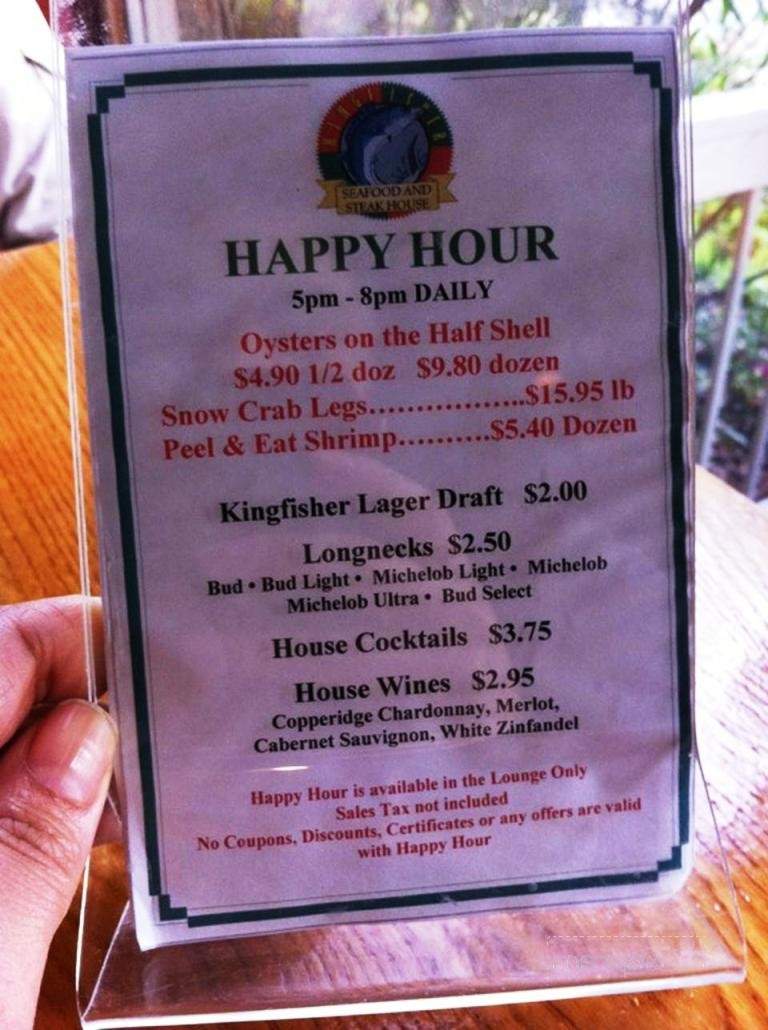 KINGFISHER
SEAFOOD AND
STEAK HOUSE
HAPPY HOUR
5pm - 8pm DAILY
Oysters on the Half Shell
$4.90 1/2 doz $9.80 dozen
Snow Crab Legs..................$15.95 lb
Peel & Eat Shrimp..........$5.40 Dozen
Kingfisher Lager Draft $2.00
Longnecks $2.50
Bud • Bud Light • Michelob Light • Michelob
Michelob Ultra • Bud Select
House Cocktails $3.75
House Wines $2.95
Copperidge Chardonnay, Merlot,
Cabernet Sauvignon, White Zinfandel
Happy Hour is available in the Lounge Only
Sales Tax not included
No Coupons, Discounts, Certificates or any offers are valid
with Happy Hour